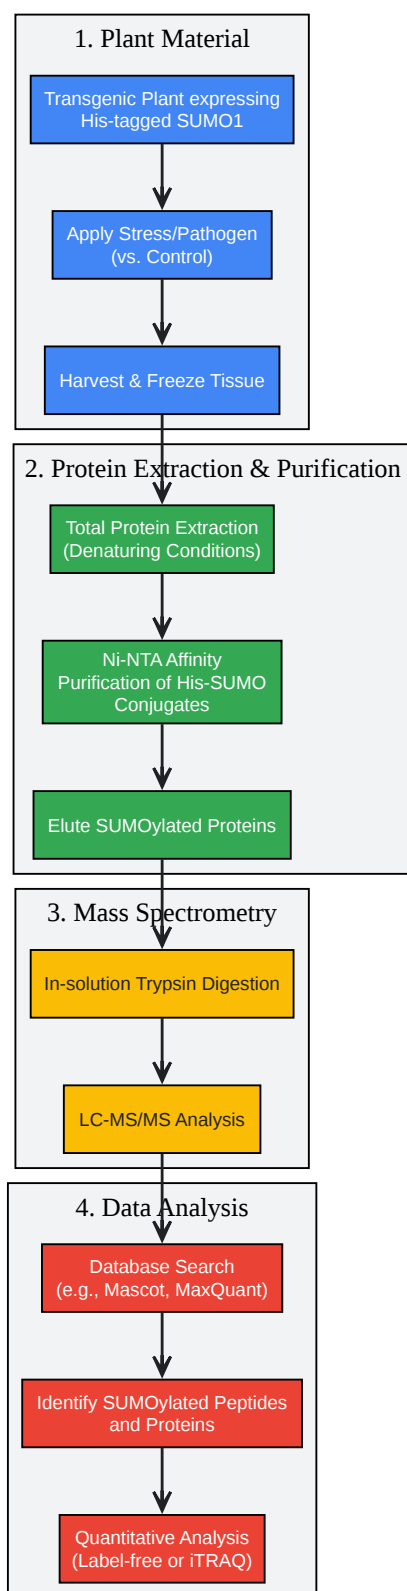 1. Plant Material
Transgenic Plant expressing
His-tagged SUMO1
Apply Stress/Pathogen
(vs. Control)
Harvest & Freeze Tissue
2. Protein Extraction & Purification
Total Protein Extraction
(Denaturing Conditions)
Ni-NTA Affinity
Purification of His-SUMO
Conjugates
Elute SUMOylated Proteins
3. Mass Spectrometry
In-solution Trypsin Digestion
LC-MS/MS Analysis
4. Data Analysis
Database Search
(e.g., Mascot, MaxQuant)
Identify SUMOylated Peptides
and Proteins
Quantitative Analysis
(Label-free or iTRAQ)